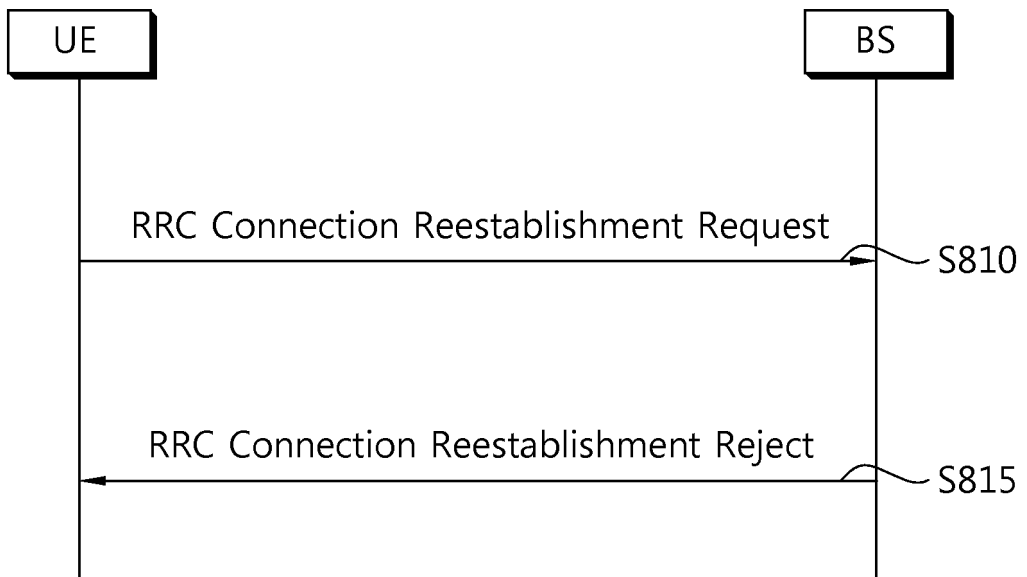 UE
BS
RRC Connection Reestablishment Request
S810
RRC Connection Reestablishment Reject
S815